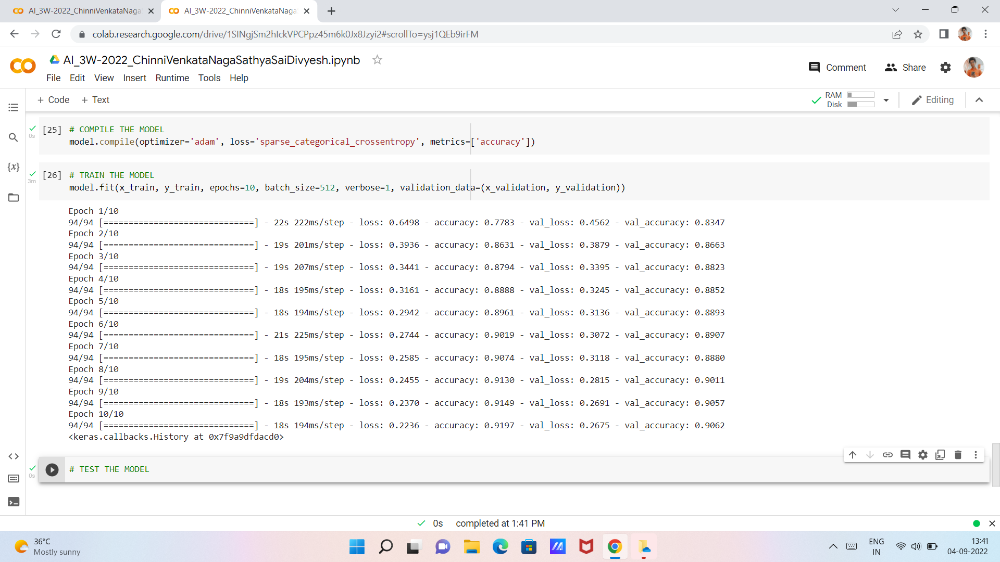 AI_3W-2022_ChinniVenkataNaga
AI_3W-2022_ChinniVenkataNaga
colab.research.google.com/drive/1SINgjSm2hIckVPCPpz45m6k0Jx8Jzyi2#scrollTo=ysj1QEb9irFM
AI_3W-2022_ChinniVenkataNagaSathyaSaiDivyesh.ipynb
Comment
Share
File Edit View Insert Runtime Tools Help
+ Code + Text
RAM
Disk
Editing
0s
[25] # COMPILE THE MODEL
model.compile(optimizer='adam', loss='sparse_categorical_crossentropy', metrics=['accuracy'])
{x}
3m
[26] # TRAIN THE MODEL
model.fit(x_train, y_train, epochs=10, batch_size=512, verbose=1, validation_data=(x_validation, y_validation))
Epoch 1/10
94/94 [==============================] - 22s 222ms/step - loss: 0.6498 - accuracy: 0.7783 - val_loss: 0.4562 - val_accuracy: 0.8347
Epoch 2/10
94/94 [==============================] - 19s 201ms/step - loss: 0.3936 - accuracy: 0.8631 - val_loss: 0.3879 - val_accuracy: 0.8663
Epoch 3/10
94/94 [==============================] - 19s 207ms/step - loss: 0.3441 - accuracy: 0.8794 - val_loss: 0.3395 - val_accuracy: 0.8823
Epoch 4/10
94/94 [==============================] - 18s 195ms/step - loss: 0.3161 - accuracy: 0.8888 - val_loss: 0.3245 - val_accuracy: 0.8852
Epoch 5/10
94/94 [==============================] - 18s 194ms/step - loss: 0.2942 - accuracy: 0.8961 - val_loss: 0.3136 - val_accuracy: 0.8893
Epoch 6/10
94/94 [==============================] - 21s 225ms/step - loss: 0.2744 - accuracy: 0.9019 - val_loss: 0.3072 - val_accuracy: 0.8907
Epoch 7/10
94/94 [==============================] - 18s 195ms/step - loss: 0.2585 - accuracy: 0.9074 - val_loss: 0.3118 - val_accuracy: 0.8880
Epoch 8/10
94/94 [==============================] - 19s 204ms/step - loss: 0.2455 - accuracy: 0.9130 - val_loss: 0.2815 - val_accuracy: 0.9011
Epoch 9/10
94/94 [==============================] - 18s 193ms/step - loss: 0.2370 - accuracy: 0.9149 - val_loss: 0.2691 - val_accuracy: 0.9057
Epoch 10/10
94/94 [==============================] - 18s 194ms/step - loss: 0.2236 - accuracy: 0.9197 - val_loss: 0.2675 - val_accuracy: 0.9062
<keras.callbacks.History at 0x7f9a9dfdacd0>
0s
# TEST THE MODEL
0s completed at 1:41 PM
36°C
Mostly sunny
ENG
IN
13:41
04-09-2022